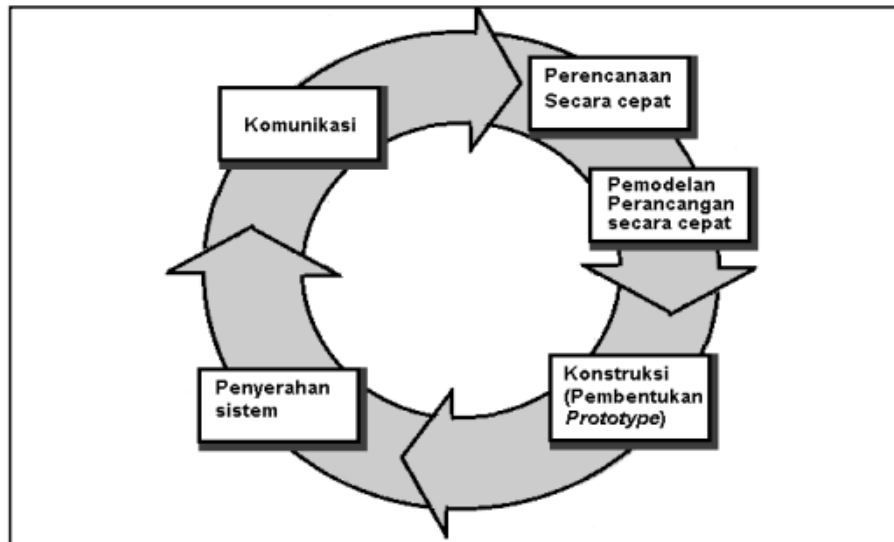 Komunikasi
Perencanaan
Secara cepat
Pemodelan
Perancangan
secara cepat
Konstruksi
(Pembentukan
Prototype)
Penyerahan
sistem